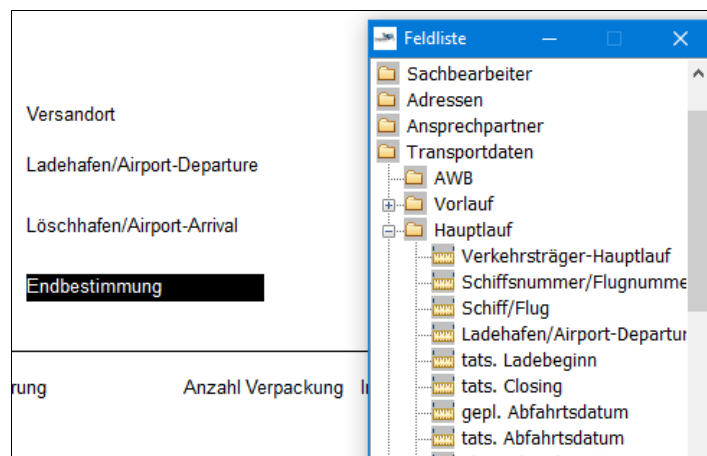 Versandort
Ladehafen/Airport-Departure
Löschhafen/Airport-Arrival
Endbestimmung
Anzahl Verpackung
Feldliste
Sachbearbeiter
Adressen
Ansprechpartner
Transportdaten
AWB
Vorlauf
Hauptlauf
Verkehrsträger-Hauptlauf
Schiffsnummer/Flugnumme
Schiff/Flug
Ladehafen/Airport-Departur
tats. Ladebeginn
tats. Closing
gepl. Abfahrtsdatum
tats. Abfahrtsdatum